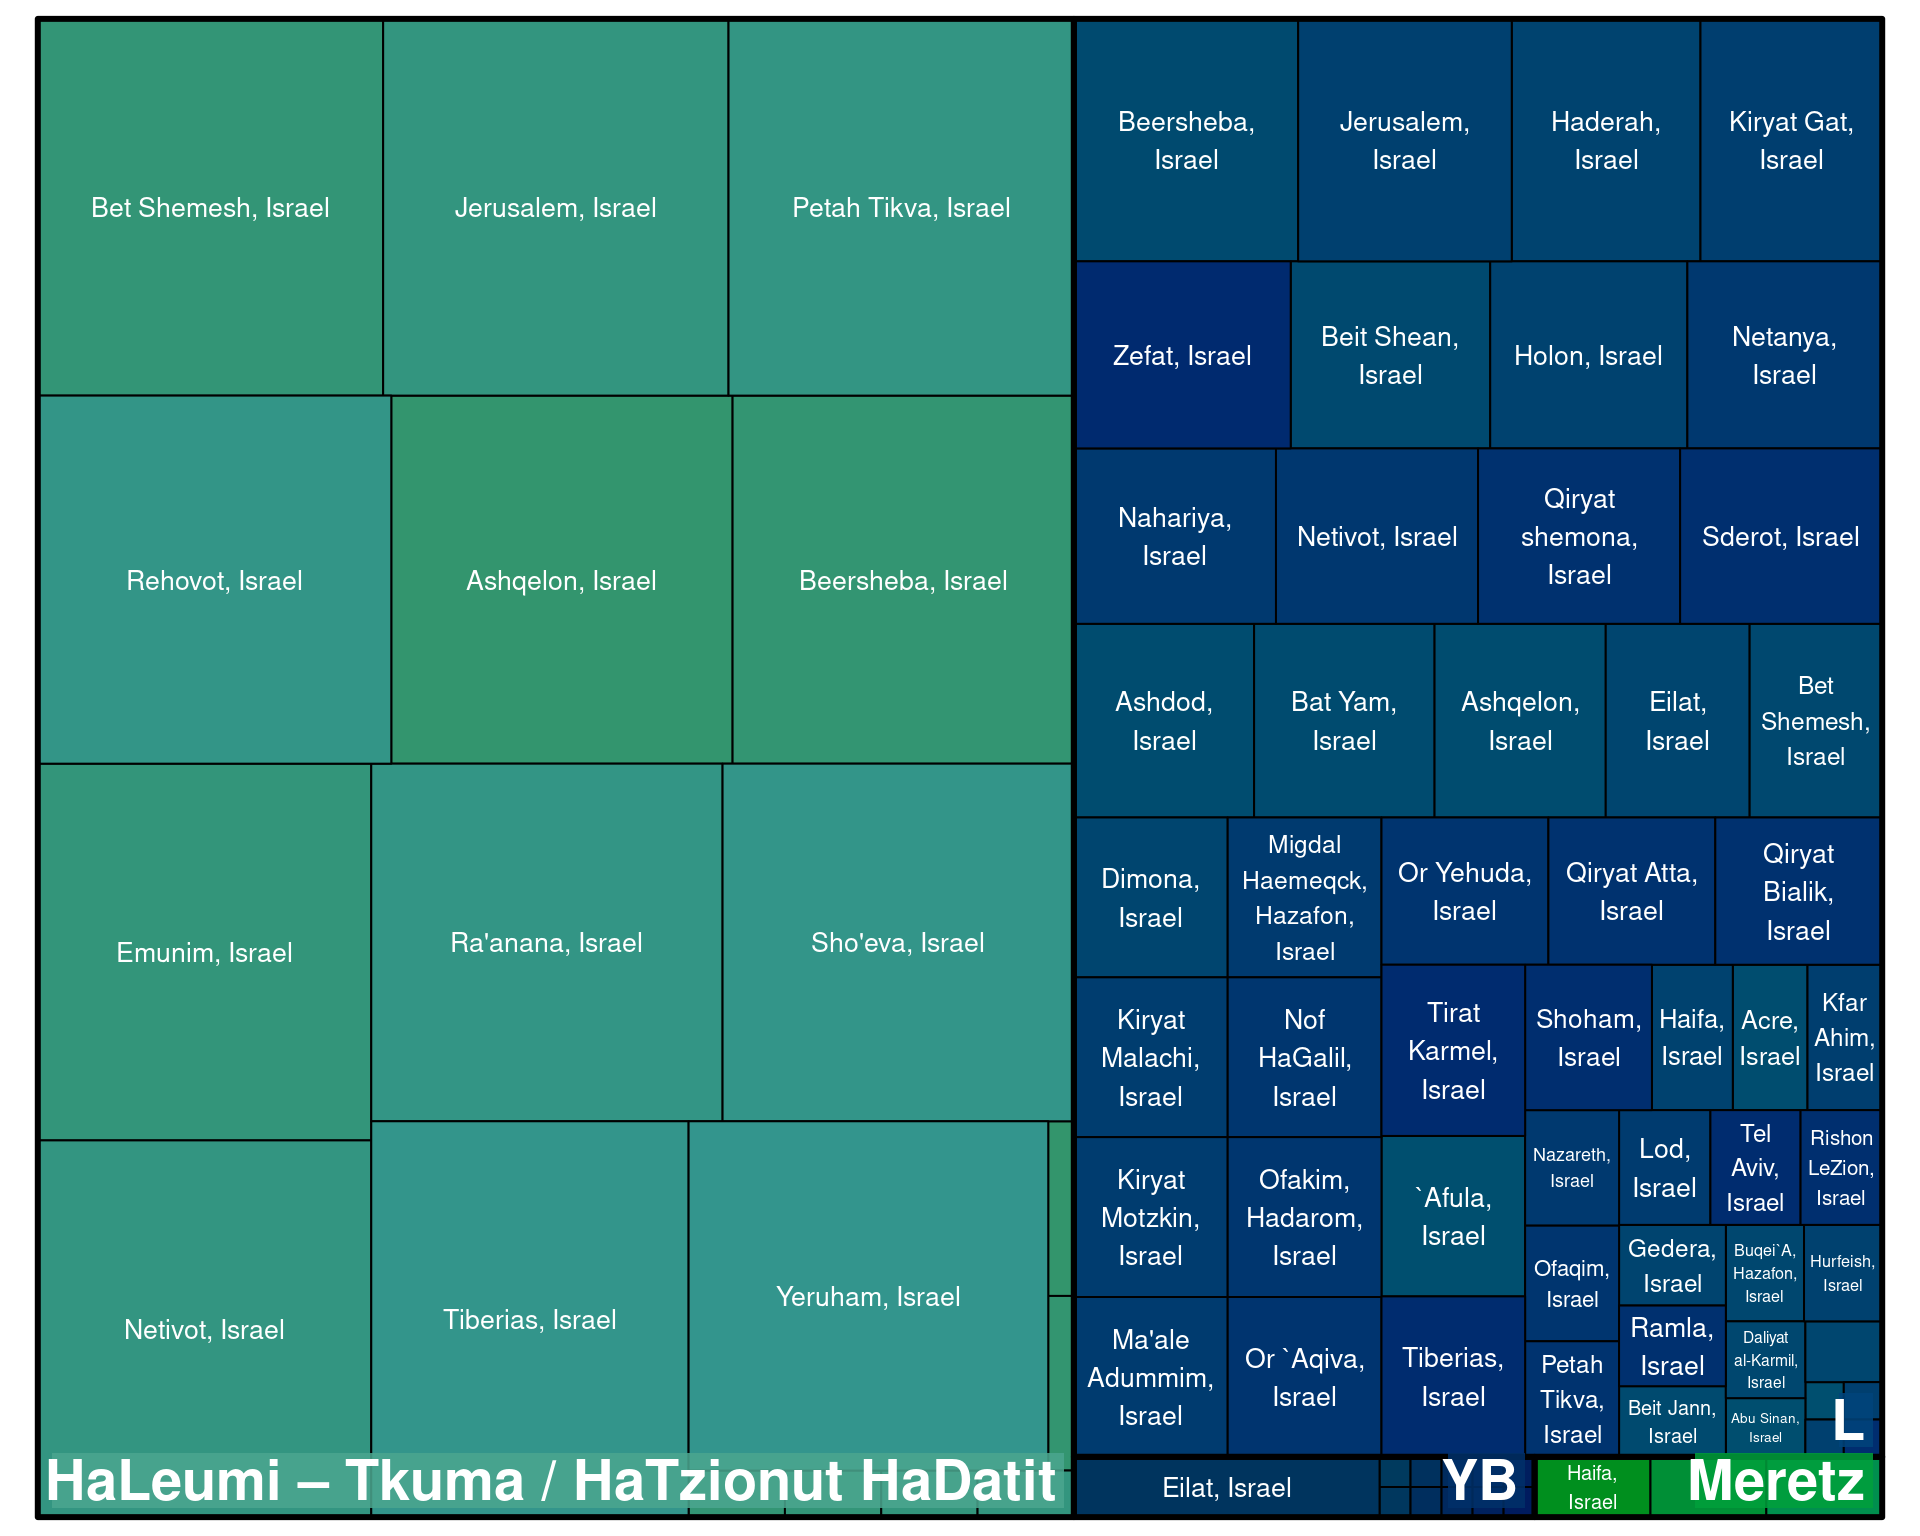 Bet Shemesh, Israel
Jerusalem, Israel
Petah Tikva, Israel
Rehovot, Israel
Ashqelon, Israel
Beersheba, Israel
Emunim, Israel
Ra'anana, Israel
Sho'eva, Israel
Netivot, Israel
Tiberias, Israel
Yeruham, Israel
HaLeumi – Tkuma / HaTzionut HaDatit
Beersheba,
Israel
Jerusalem,
Israel
Haderah,
Israel
Kiryat Gat,
Israel
Zefat, Israel
Beit Shean,
Israel
Holon, Israel
Netanya,
Israel
Nahariya,
Israel
Netivot, Israel
Qiryat
shemona,
Israel
Sderot, Israel
Ashdod,
Israel
Bat Yam,
Israel
Ashqelon,
Israel
Eilat,
Israel
Bet
Shemesh,
Israel
Dimona,
Israel
Migdal
Haemeqck,
Hazafon,
Israel
Or Yehuda,
Israel
Qiryat Atta,
Israel
Qiryat
Bialik,
Israel
Kiryat
Malachi,
Israel
Nof
HaGalil,
Israel
Tirat
Karmel,
Israel
Shoham,
Israel
Haifa,
Israel
Acre,
Israel
Kfar
Ahim,
Israel
Kiryat
Motzkin,
Israel
Ofakim,
Hadarom,
Israel
`Afula,
Israel
Nazareth,
Israel
Lod,
Israel
Tel
Aviv,
Israel
Rishon
LeZion,
Israel
Ofaqim,
Israel
Gedera,
Israel
Buqei`A,
Hazafon,
Israel
Hurfeish,
Israel
Ma'ale
Adummim,
Israel
Or `Aqiva,
Israel
Tiberias,
Israel
Petah
Tikva,
Israel
Ramla,
Israel
Daliyat
al-Karmil,
Israel
Beit Jann,
Israel
Abu Sinan,
Israel
L
Eilat, Israel
YB
Haifa,
Israel
Meretz